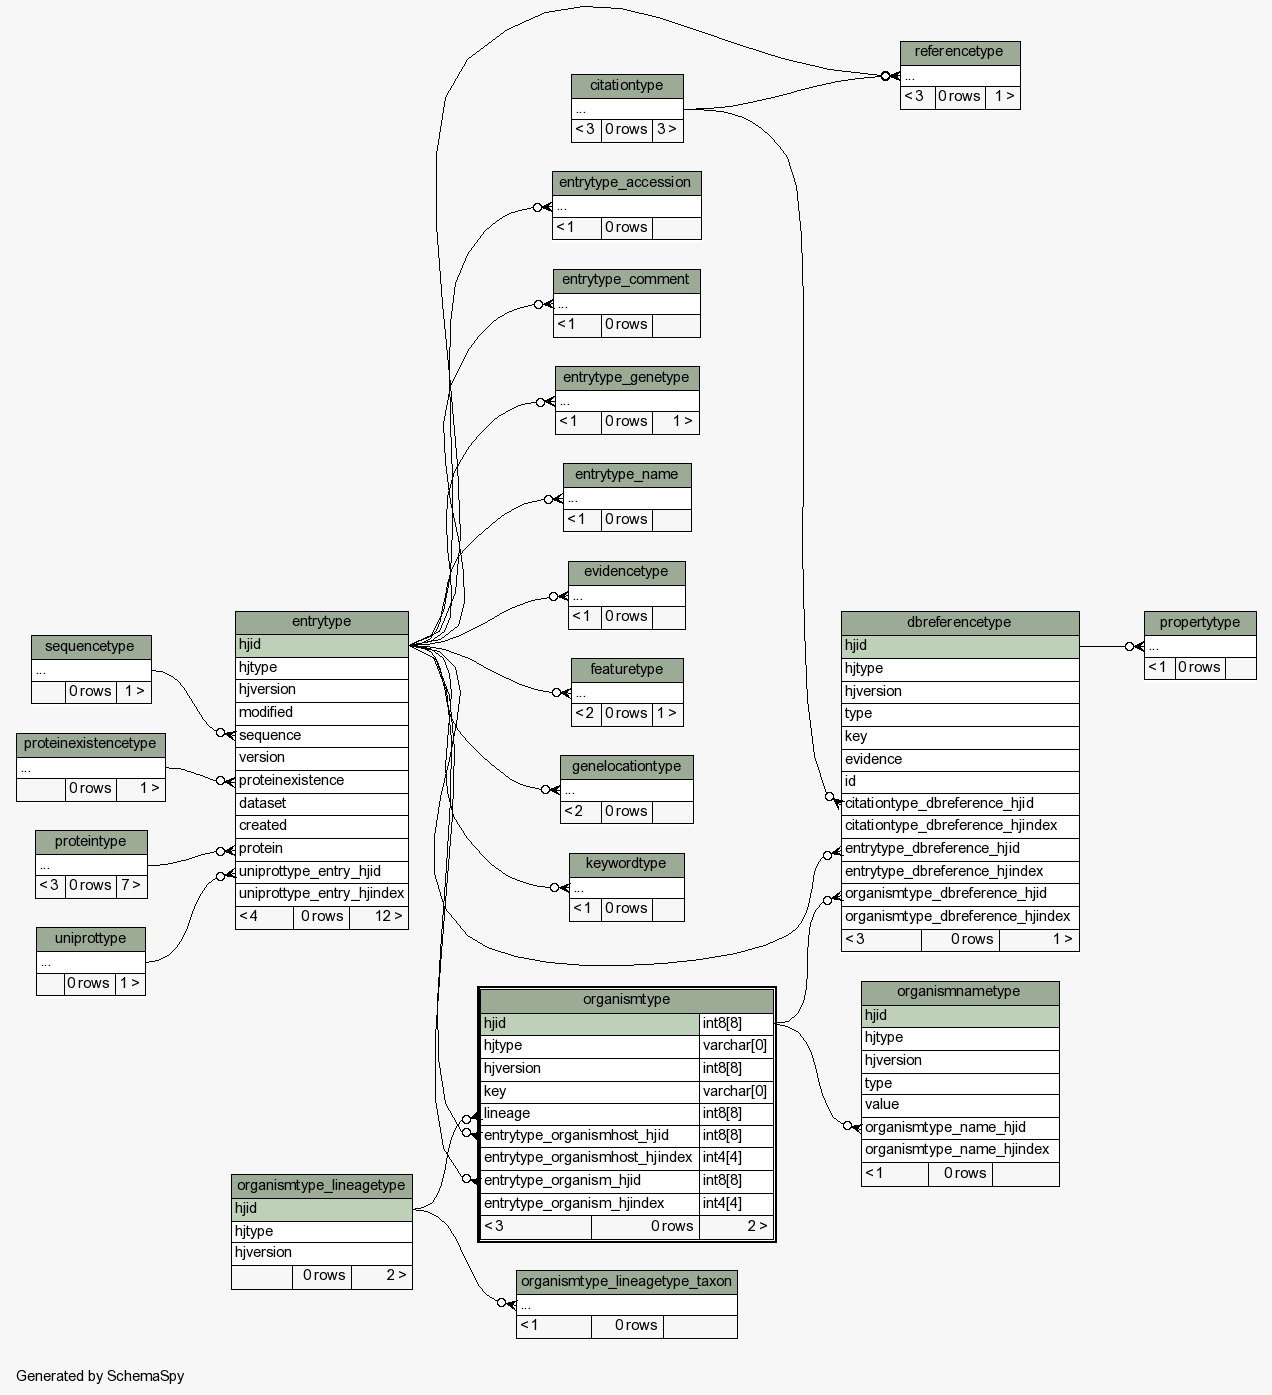 referencetype
...
< 3 0 rows 1 >
citationtype
...
< 3 0 rows 3 >
entrytype_accession
...
< 1 0 rows
entrytype_comment
...
< 1 0 rows
entrytype_genetype
...
< 1 0 rows 1 >
entrytype_name
...
< 1 0 rows
evidencetype
...
< 1 0 rows
featuretype
...
< 2 0 rows 1 >
genelocationtype
...
< 2 0 rows
keywordtype
...
< 1 0 rows
sequencetype
...
0 rows 1 >
proteinexistencetype
...
0 rows 1 >
proteintype
...
< 3 0 rows 7 >
uniprottype
...
0 rows 1 >
entrytype
hjid
hjtype
hjversion
modified
sequence
version
proteinexistence
dataset
created
protein
uniprottype_entry_hjid
uniprottype_entry_hjindex
< 4 0 rows 12 >
dbreferencetype
hjid
hjtype
hjversion
type
key
evidence
id
citationtype_dbreference_hjid
citationtype_dbreference_hjindex
entrytype_dbreference_hjid
entrytype_dbreference_hjindex
organismtype_dbreference_hjid
organismtype_dbreference_hjindex
< 3 0 rows 1 >
propertytype
...
< 1 0 rows
organismtype
hjid int8[8]
hjtype varchar[0]
hjversion int8[8]
key varchar[0]
lineage int8[8]
entrytype_organismhost_hjid int8[8]
entrytype_organismhost_hjindex int4[4]
entrytype_organism_hjid int8[8]
entrytype_organism_hjindex int4[4]
< 3 0 rows 2 >
organismnametype
hjid
hjtype
hjversion
type
value
organismtype_name_hjid
organismtype_name_hjindex
< 1 0 rows
organismtype_lineagetype
hjid
hjtype
hjversion
0 rows 2 >
organismtype_lineagetype_taxon
...
< 1 0 rows
Generated by SchemaSpy